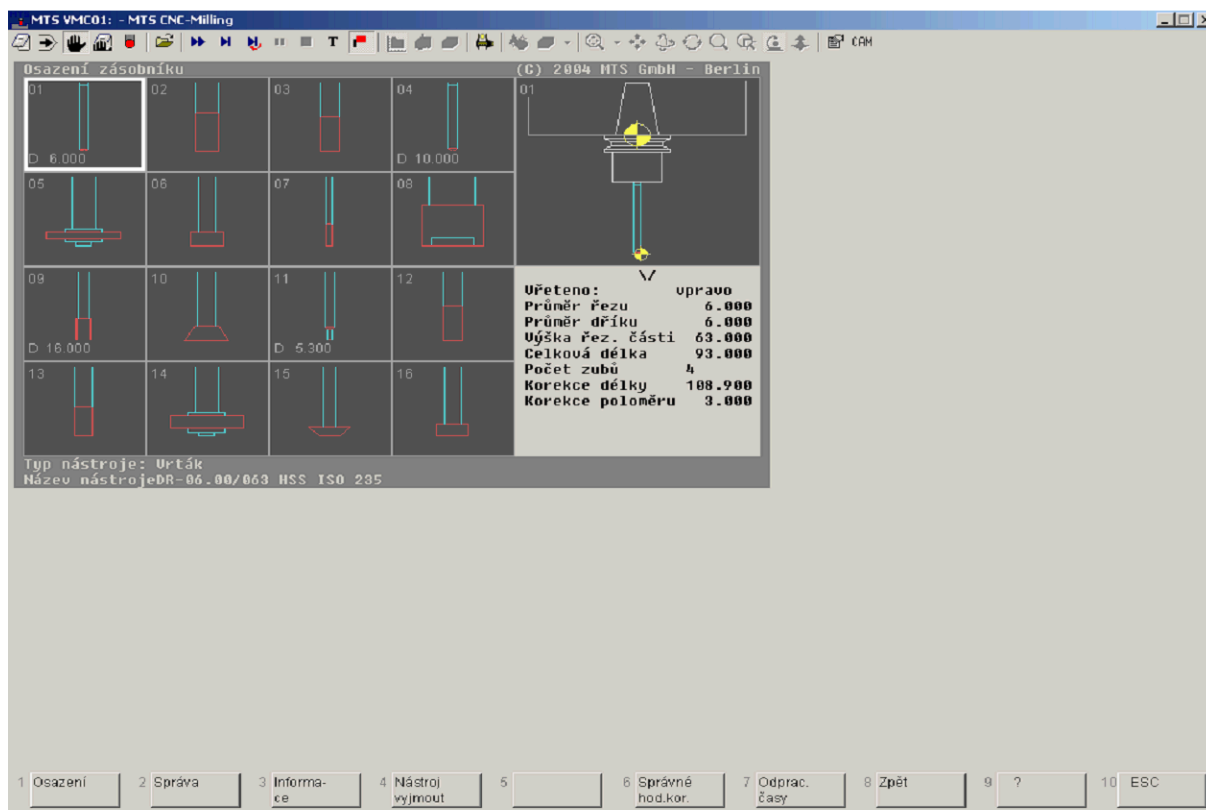 MTS VMC01: - MTS CNC-Milling
T CAM
Osazení zásobníku (C) 2004 MTS GmbH - Berlin
01 02 03 04 01
D 6.000 D 10.000
05 06 07 08
09 10 11 12
D 16.000 D 5.300
13 14 15 16
Vřeteno: vpravo
Průměr řezu 6.000
Průměr dříku 6.000
Výška řez. části 63.000
Celková délka 93.000
Počet zubů 4
Korekce délky 108.900
Korekce poloměru 3.000
Typ nástroje: Vrták
Název nástrojeDR-06.00/063 HSS ISO 235
1 Osazení 2 Správa 3 Informa- 4 Nástroj 5 6 Správné 7 Odprac. 8 Zpět 9 ? 10 ESC
ce vyjmout hod.kor. časy